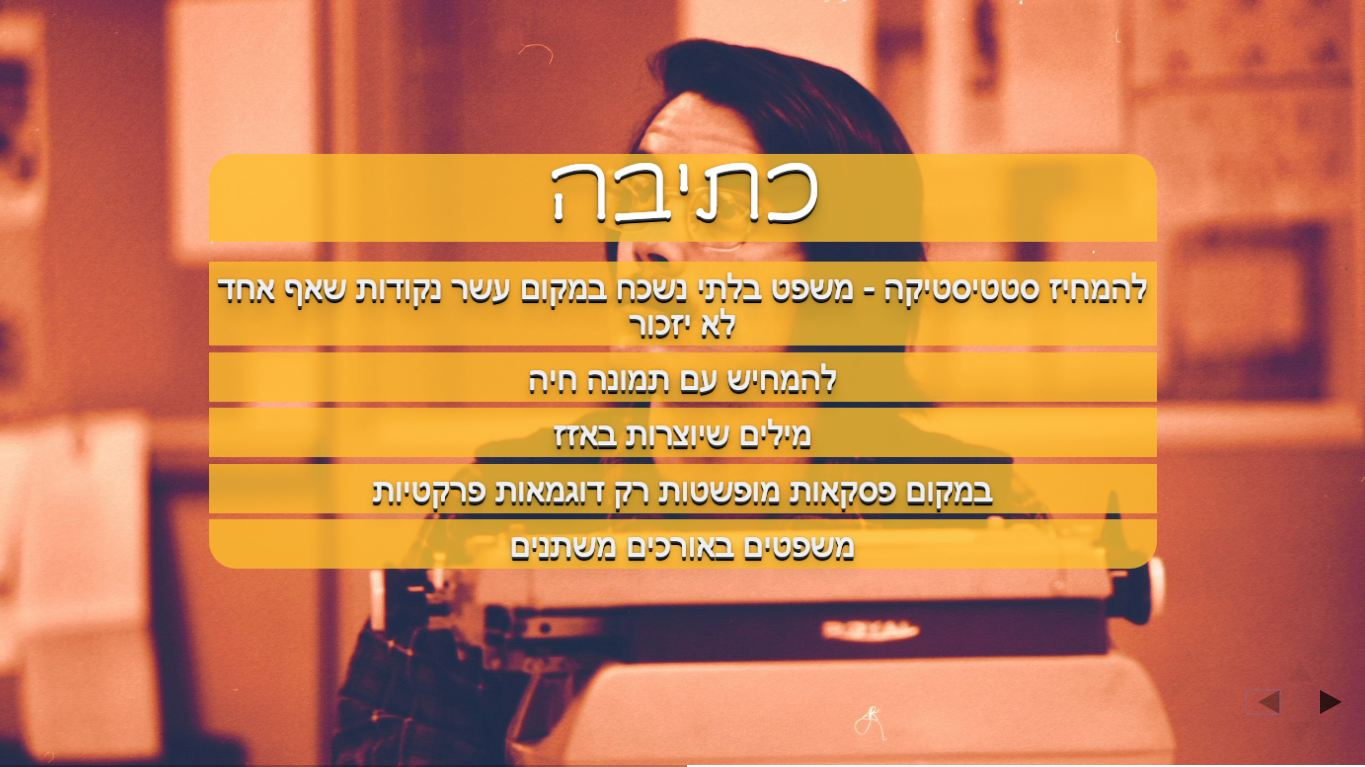 כתיבה
להמחיז סטטיסטיקה - משפט בלתי נשכח במקום עשר נקודות שאף אחד
לא יזכור
להמחיש עם תמונה חיה
מילים שיוצרות באזז
במקום פסקאות מופשטות רק דוגמאות פרקטיות
משפטים באורכים משתנים
ROYAL